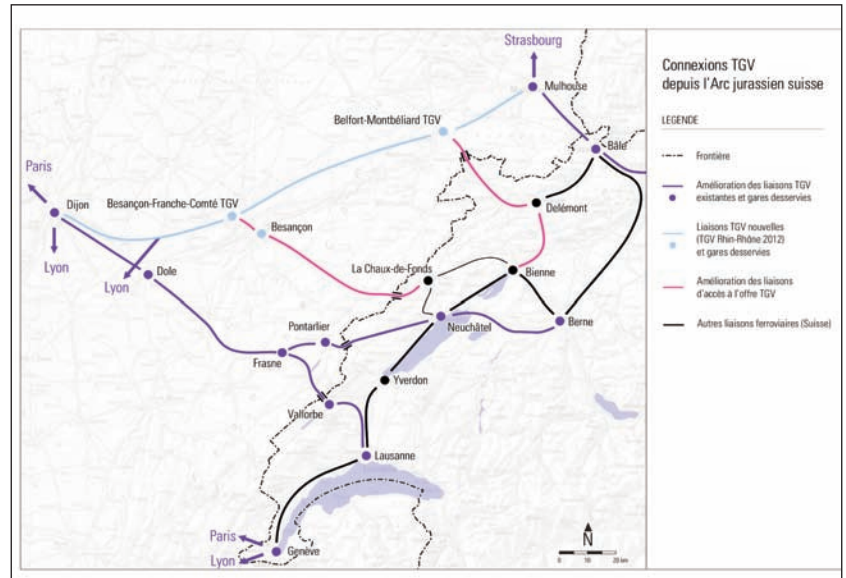 Strasbourg
Mulhouse
Belfort-Montbéliard TGV
Bâle
Paris
Dijon
Besançon-Franche-Comté TGV
Besançon
Delémont
Lyon
Lyon
Dole
La Chaux-de-Fonds
Bienne
Pontarlier
Neuchâtel
Berne
Frasne
Yverdon
Vallorbe
Lausanne
Paris
Lyon
Genève
N
0 10 20 km
Connexions TGV
depuis l'Arc jurassien suisse
LEGENDE
Frontière
Amélioration des liaisons TGV
existantes et gares desservies
Liaisons TGV nouvelles
(TGV Rhin-Rhône 2012)
et gares desservies
Amélioration des liaisons
d'accès à l'offre TGV
Autres liaisons ferroviaires (Suisse)